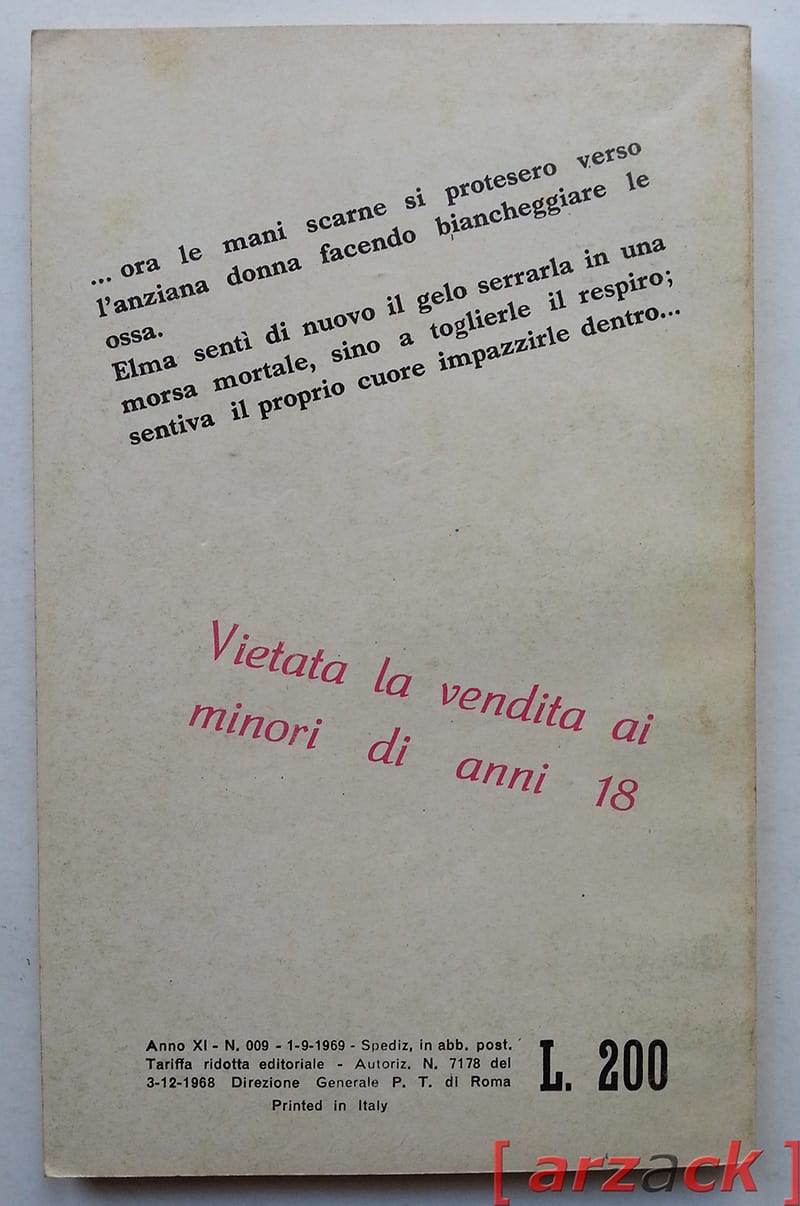 ... ora le mani scarne si protesero verso
l'anziana donna facendo biancheggiare le
ossa.
Elma sentì di nuovo il gelo serrarla in una
morsa mortale, sino a toglierle il respiro;
sentiva il proprio cuore impazzirle dentro...
Vietata la vendita ai
minori di anni 18
Anno XI - N. 009 - 1-9-1969 - Spediz, in abb. post.
Tariffa ridotta editoriale - Autoriz. N. 7178 del
3-12-1968 Direzione Generale P. T. di Roma
Printed in Italy
L. 200
[ arzack ]